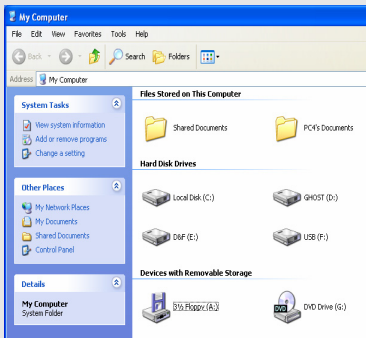 My Computer
File Edit View Favorites Tools Help
Back Search Folders
Address My Computer
System Tasks
View system information
Add or remove programs
Change a setting
Other Places
My Network Places
My Documents
Shared Documents
Control Panel
Details
My Computer
System Folder
Files Stored on This Computer
Shared Documents PC4's Documents
Hard Disk Drives
Local Disk (C:) GHOST (D:)
D&F (E:) USB (F:)
Devices with Removable Storage
3½ Floppy (A:) DVD Drive (G:)
DVD